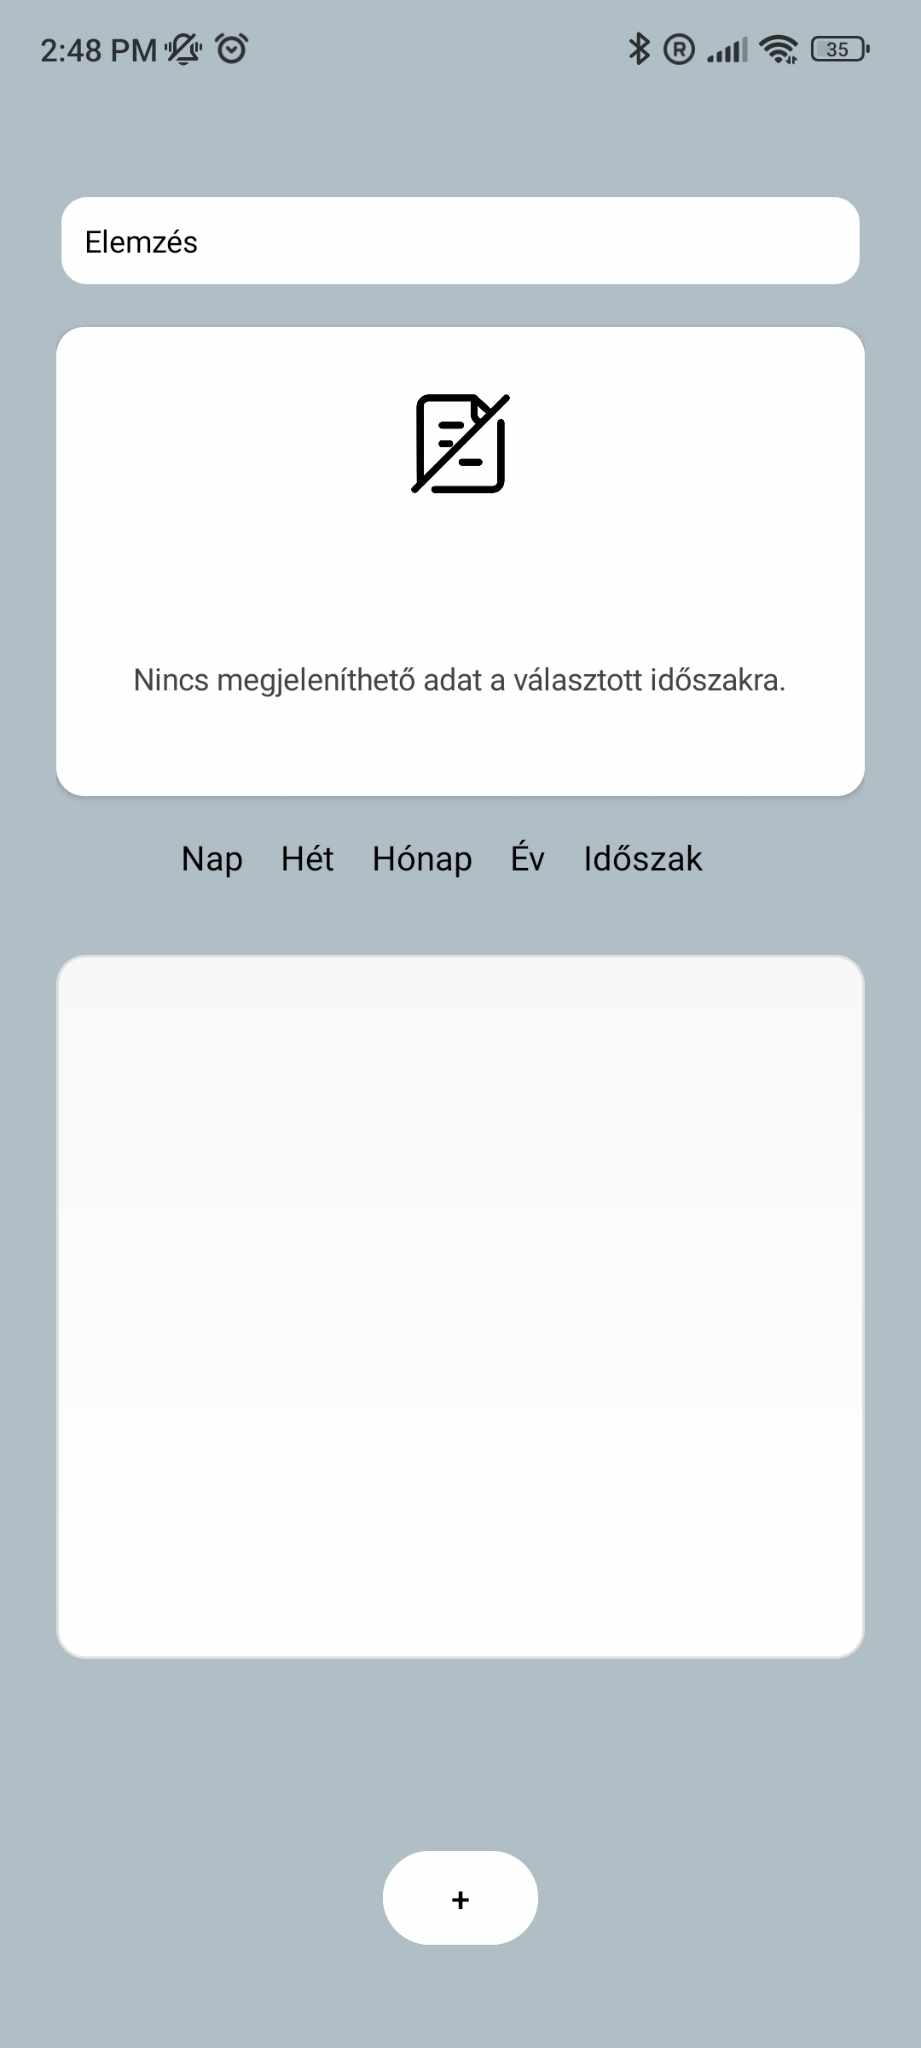 2:48 PM
R
35
Elemzés
Nincs megjeleníthető adat a választott időszakra.
Nap Hét Hónap Év Időszak
+